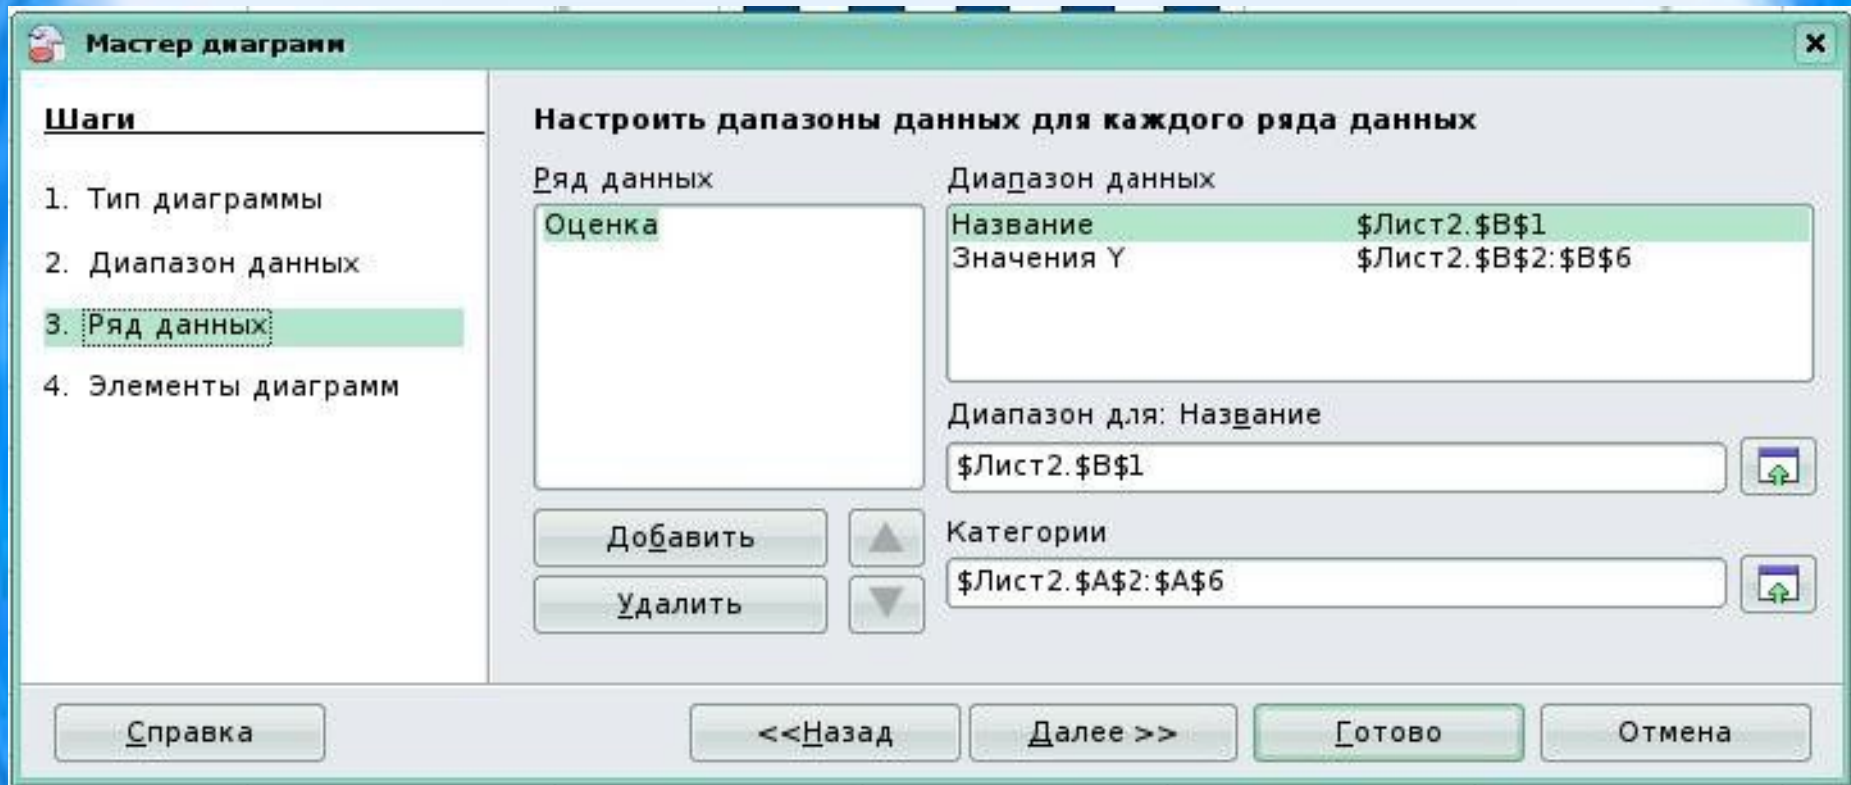 Мастер диаграмм
Шаги
1. Тип диаграммы
2. Диапазон данных
3. Ряд данных
4. Элементы диаграмм
Настроить дапазоны данных для каждого ряда данных
Ряд данных
Оценка
Добавить
Удалить
Диапазон данных
Название $Лист2.$B$1
Значения Y $Лист2.$B$2:$B$6
Диапазон для: Название
$Лист2.$B$1
Категории
$Лист2.$A$2:$A$6
Справка
<<Назад
Далее >>
Готово
Отмена